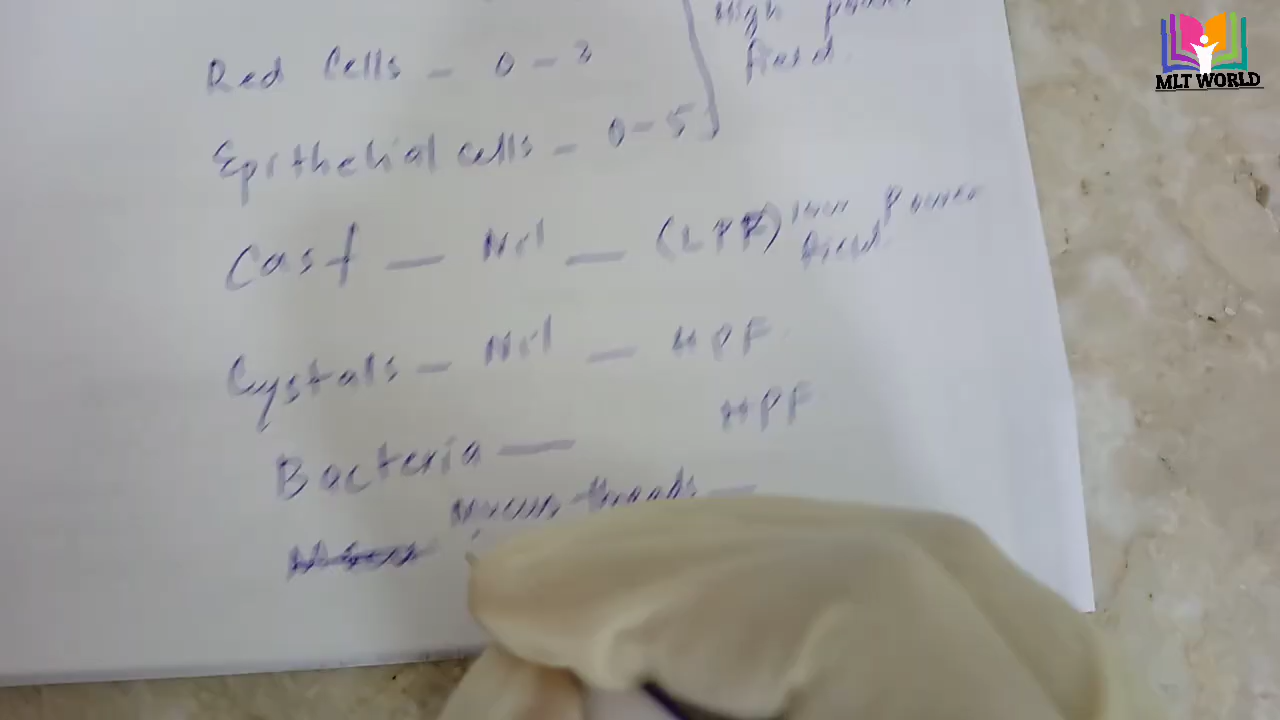 High power
field.
Red Cells - 0-3
Epithelial cells - 0-5
Cast - Nil - (LPF) low power
field
Crystals - Nil - HPF
Bacteria - HPF
Mucus threads -
MLT WORLD